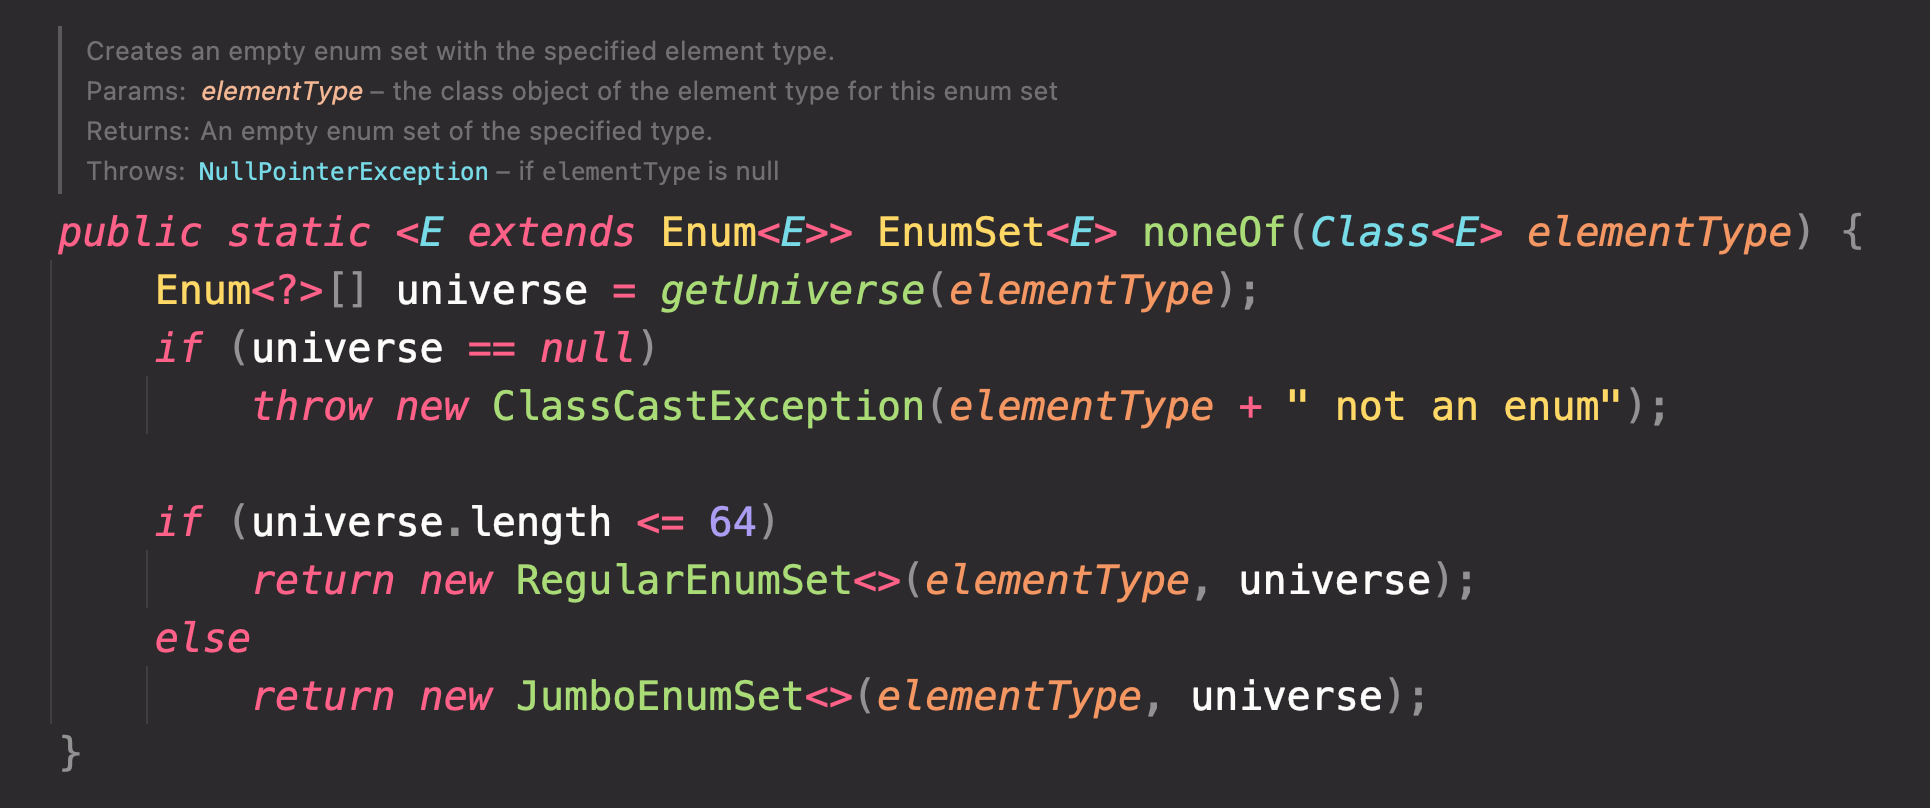 Creates an empty enum set with the specified element type.
Params: elementType – the class object of the element type for this enum set
Returns: An empty enum set of the specified type.
Throws: NullPointerException – if elementType is null
public static <E extends Enum<E>> EnumSet<E> noneOf(Class<E> elementType) {
    Enum<?>[] universe = getUniverse(elementType);
    if (universe == null)
        throw new ClassCastException(elementType + " not an enum");

    if (universe.length <= 64)
        return new RegularEnumSet<>(elementType, universe);
    else
        return new JumboEnumSet<>(elementType, universe);
}